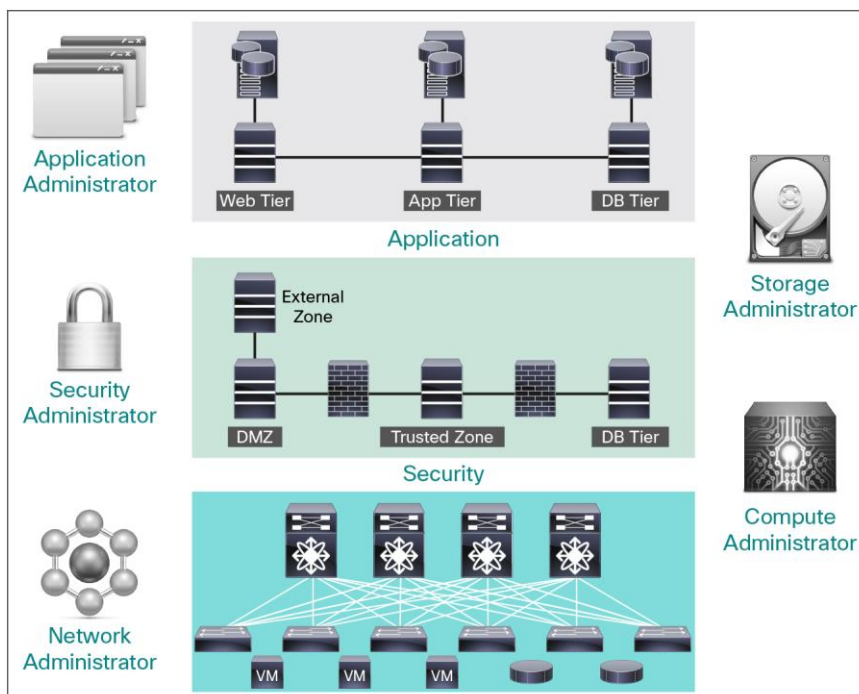 Application
Administrator
Web Tier
App Tier
DB Tier
Application
Storage
Administrator
External
Zone
Security
Administrator
DMZ
Trusted Zone
DB Tier
Security
Compute
Administrator
Network
Administrator
VM
VM
VM